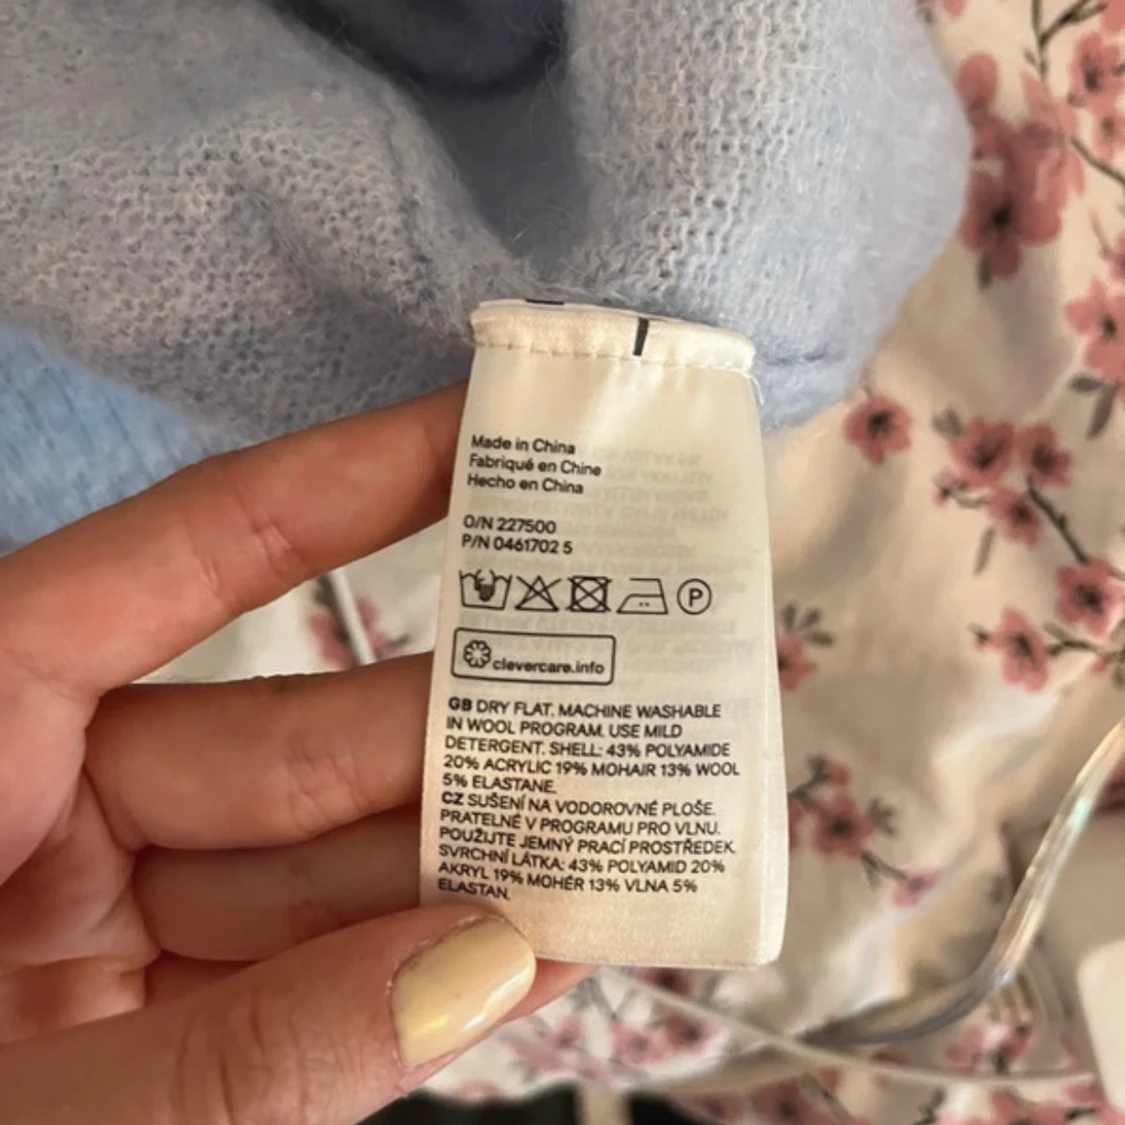 Made in China
Fabriqué en Chine
Hecho en China
O/N 227500
P/N 0461702 5
P
clevercare.info
GB DRY FLAT. MACHINE WASHABLE
IN WOOL PROGRAM. USE MILD
DETERGENT. SHELL: 43% POLYAMIDE
20% ACRYLIC 19% MOHAIR 13% WOOL
5% ELASTANE.
CZ SUŠENÍ NA VODOROVNÉ PLOŠE.
PRATELNÉ V PROGRAMU PRO VLNU.
POUŽIJTE JEMNÝ PRACÍ PROSTŘEDEK.
SVRCHNÍ LÁTKA: 43% POLYAMID 20%
AKRYL 19% MOHÉR 13% VLNA 5%
ELASTAN.